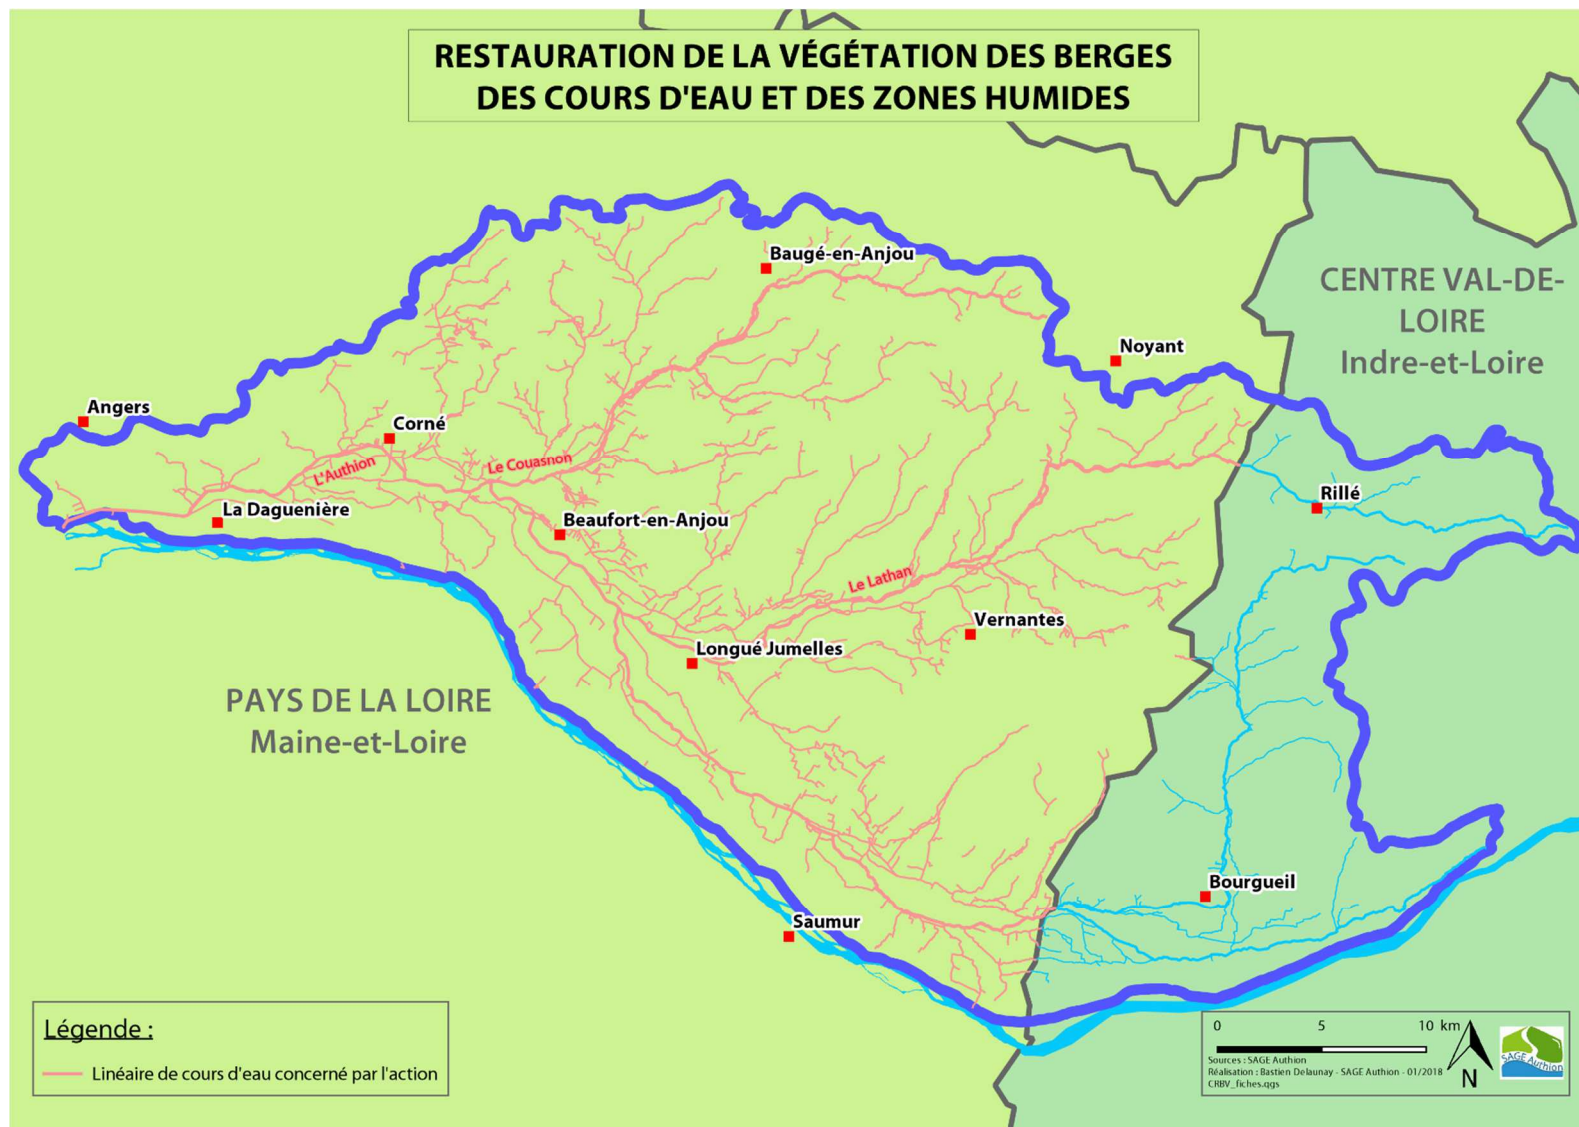 RESTAURATION DE LA VÉGÉTATION DES BERGES
DES COURS D'EAU ET DES ZONES HUMIDES
Baugé-en-Anjou
CENTRE VAL-DE-
LOIRE
Indre-et-Loire
Noyant
Angers
Corné
L'Authion
Le Couasnon
Rillé
La Daguenière
Beaufort-en-Anjou
Le Lathan
Vernantes
Longué Jumelles
PAYS DE LA LOIRE
Maine-et-Loire
Bourgueil
Saumur
Légende :
Linéaire de cours d'eau concerné par l'action
0 5 10 km
Sources : SAGE Authion
Réalisation : Bastien Delaunay - SAGE Authion - 01/2018
CRBV_fiches.qgs
N
SAGE Authion